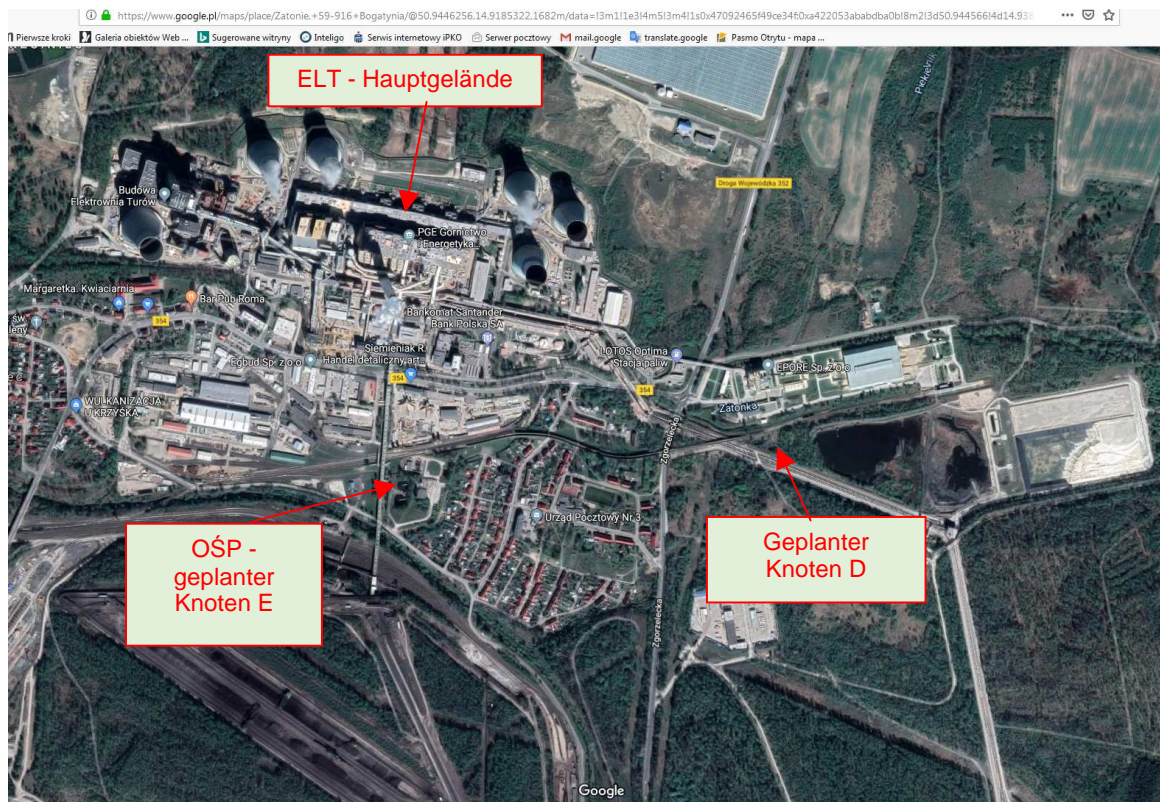 https://www.google.pl/maps/place/Zatonie,+59-916+Bogatynia/@50.9446256,14.9185322,1682m/data=!3m1!1e3!4m5!3m4!1s0x47092465f49ce34f:0xa422053ababdba0b!8m2!3d50.944566!4d14.938
Pierwsze kroki Galeria obiektów Web ... Sugerowane witryny Inteligo Serwis internetowy iPKO Serwer pocztowy mail.google translate.google Pasmo Otrytu - mapa ...
ELT - Hauptgelände
Droga Wojewódzka 352
Budowa
Elektrownia Turów
PGE Górnictwo
i Energetyka...
Margaretka. Kwiaciarnia
Bar Pub Roma
św
354
Bankomat Santander
Bank Polska SA
Siemieniak R.
Handel detaliczny art...
Egbud Sp. z o.o
354
LOTOS Optima
Stacja paliw
EPORE Sp. z o.o
354
WULKANIZACJA
U KRZYŚKA
Zatonka
Zgorzelecka
Urząd Pocztowy Nr 3
OŚP -
geplanter
Knoten E
Geplanter
Knoten D
Zgorzelecka
Google